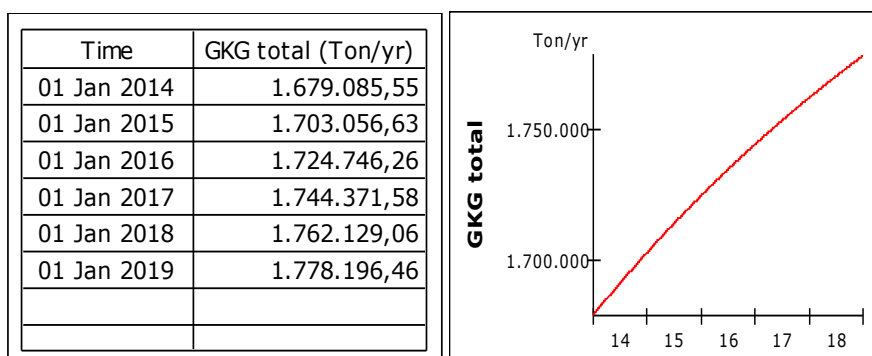 Time GKG total (Ton/yr)
01 Jan 2014 1.679.085,55
01 Jan 2015 1.703.056,63
01 Jan 2016 1.724.746,26
01 Jan 2017 1.744.371,58
01 Jan 2018 1.762.129,06
01 Jan 2019 1.778.196,46
Ton/yr
1.750.000
GKG total
1.700.000
14 15 16 17 18